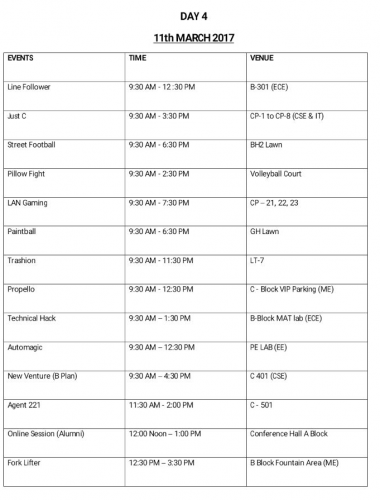 DAY 4
11th MARCH 2017
EVENTS TIME VENUE
Line Follower 9:30 AM - 12 :30 PM B-301 (ECE)
Just C 9:30 AM - 3:30 PM CP-1 to CP-8 (CSE & IT)
Street Football 9:30 AM - 6:30 PM BH2 Lawn
Pillow Fight 9:30 AM - 2:30 PM Volleyball Court
LAN Gaming 9:30 AM - 7:30 PM CP – 21, 22, 23
Paintball 9:30 AM - 6:30 PM GH Lawn
Trashion 9:30 AM - 11:30 PM LT-7
Propello 9:30 AM - 12:30 PM C - Block VIP Parking (ME)
Technical Hack 9:30 AM – 1:30 PM B-Block MAT lab (ECE)
Automagic 9:30 AM – 12:30 PM PE LAB (EE)
New Venture (B Plan) 9:30 AM – 4:30 PM C 401 (CSE)
Agent 221 11:30 AM - 2:00 PM C - 501
Online Session (Alumni) 12:00 Noon – 1:00 PM Conference Hall A Block
Fork Lifter 12:30 PM – 3:30 PM B Block Fountain Area (ME)